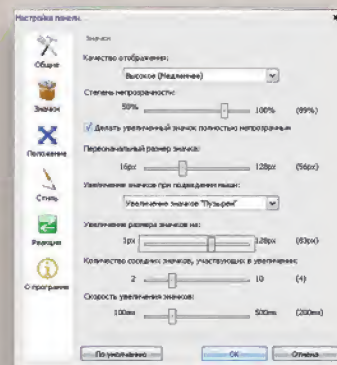 Настройка панели...
Общие
Значок
Положение
Стиль
Реакция
О программе
Значок
Качество отображения:
Высокое (Медленнее)
Степень непрозрачности:
50% 100% (99%)
Делать увеличенный значок полностью непрозрачным
Первоначальный размер значка:
16px 128px (56px)
Увеличение значков при подведении мыши:
Увеличение значков "Пузырем"
Увеличение размера значков на:
1px 128px (83px)
Количество соседних значков, участвующих в увеличении:
2 10 (4)
Скорость увеличения значков:
100ms 500ms (200ms)
По умолчанию OK Отмена